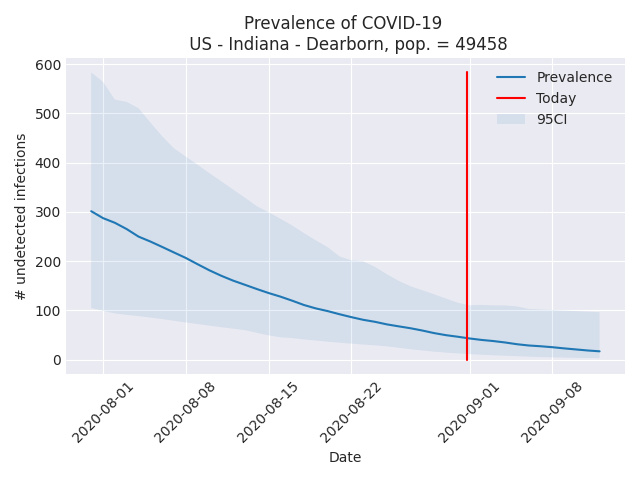 Prevalence of COVID-19
US - Indiana - Dearborn, pop. = 49458
600
500
400
300
200
100
0
# undetected infections
Prevalence
Today
95CI
2020-08-01
2020-08-08
2020-08-15
2020-08-22
2020-09-01
2020-09-08
Date